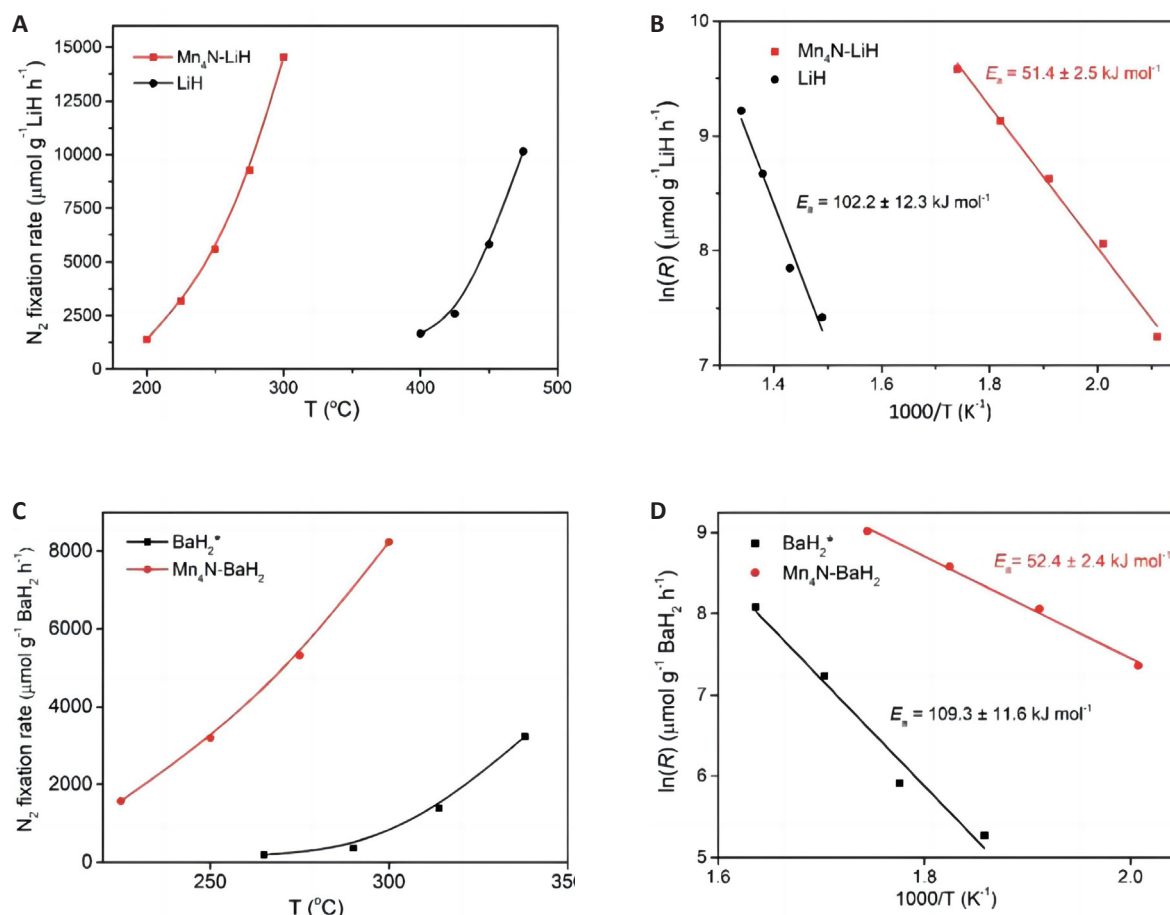 A
N₂ fixation rate (μmol g⁻¹LiH h⁻¹)
15000
12500
10000
7500
5000
2500
0
Mn₄N-LiH
LiH
200
300
400
500
T (°C)
B
ln(R) (μmol g⁻¹LiH h⁻¹)
10
9
8
7
Mn₄N-LiH
LiH
Eₐ = 51.4 ± 2.5 kJ mol⁻¹
Eₐ = 102.2 ± 12.3 kJ mol⁻¹
1.4
1.6
1.8
2.0
1000/T (K⁻¹)
C
N₂ fixation rate (μmol g⁻¹ BaH₂ h⁻¹)
8000
6000
4000
2000
0
BaH₂*
Mn₄N-BaH₂
250
300
350
T (°C)
D
ln(R) (μmol g⁻¹ BaH₂ h⁻¹)
9
8
7
6
5
BaH₂*
Mn₄N-BaH₂
Eₐ= 52.4 ± 2.4 kJ mol⁻¹
Eₐ = 109.3 ± 11.6 kJ mol⁻¹
1.6
1.8
2.0
1000/T (K⁻¹)